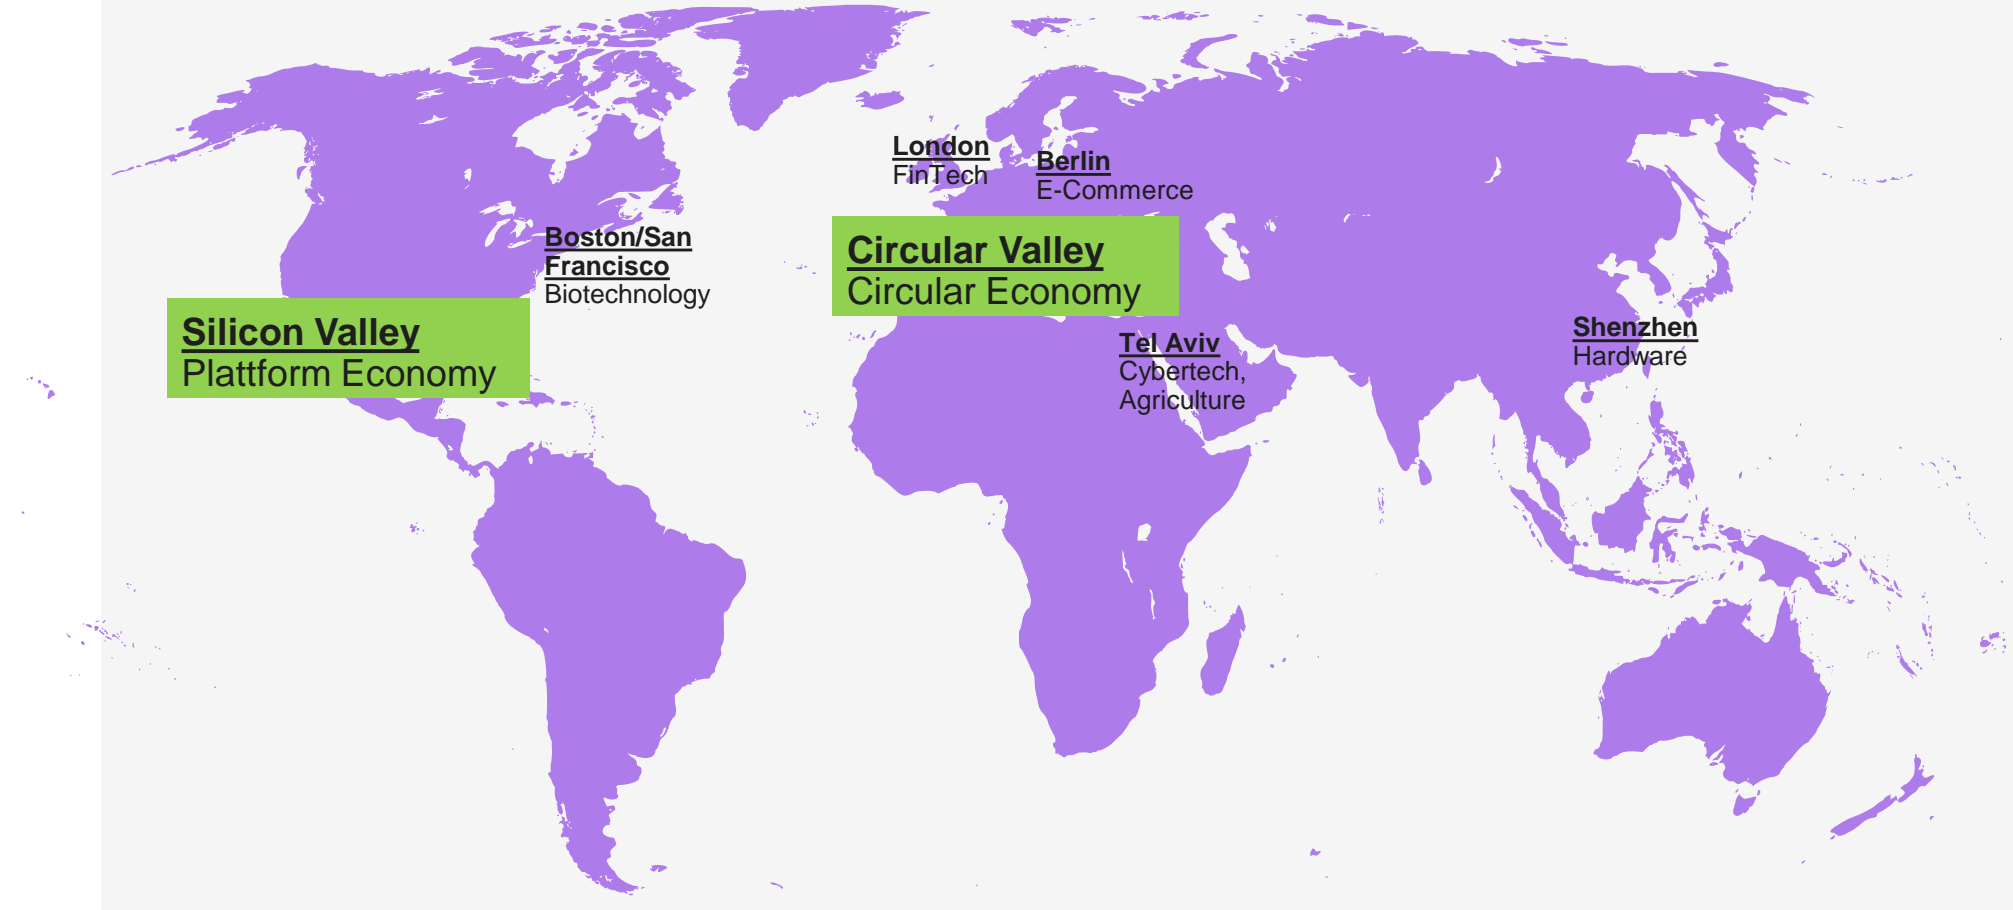 London
FinTech
Berlin
E-Commerce
Boston/San
Francisco
Biotechnology
Circular Valley
Circular Economy
Silicon Valley
Plattform Economy
Tel Aviv
Cybertech,
Agriculture
Shenzhen
Hardware